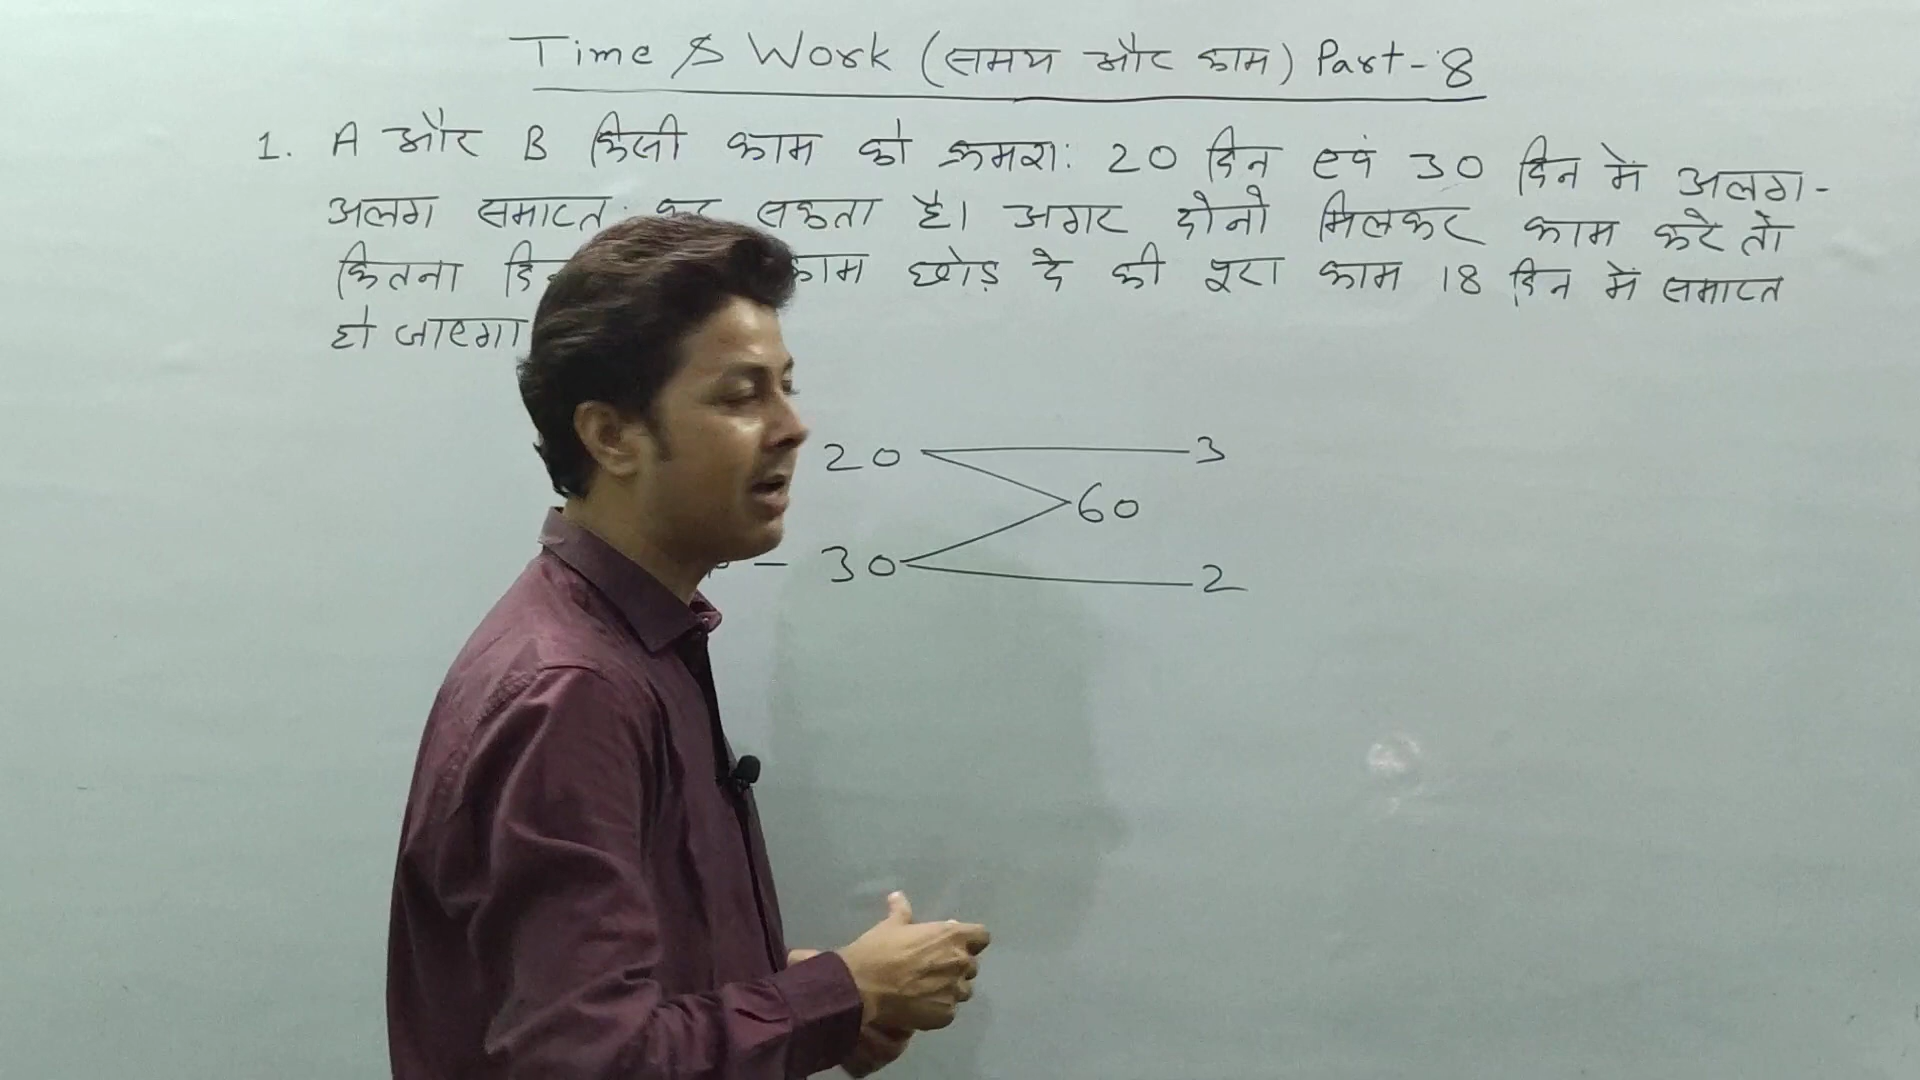 Time & Work (समय और काम) Part-8
1. A और B किसी काम को क्रमशः 20 दिन एवं 30 दिन में अलग-
अलग समाप्त कर सकता है। अगर दोनो मिलकर काम करे तो
कितना काम छोड़ दे की पूरा काम 18 दिन में समाप्त
हो जाएगा
20 3
60
- 30 2